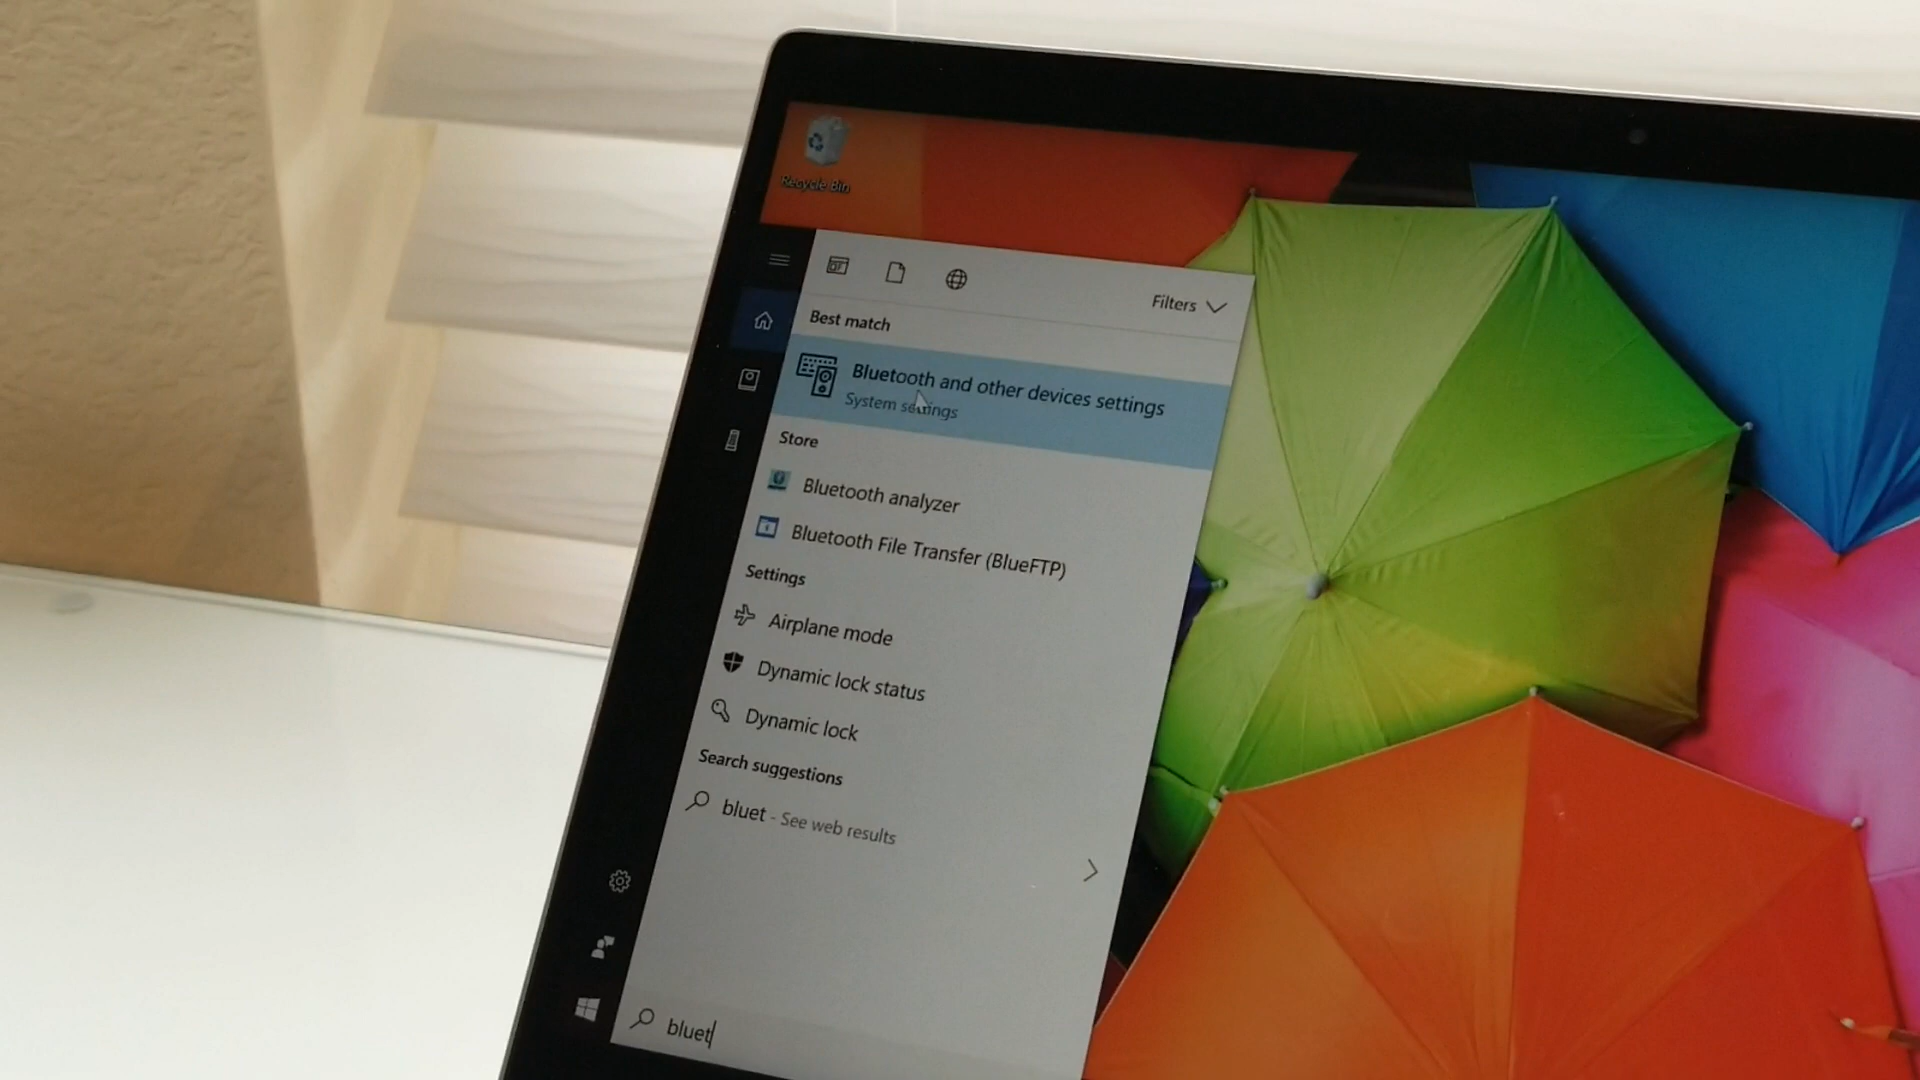 Recycle Bin
Filters
Best match
Bluetooth and other devices settings
System settings
Store
Bluetooth analyzer
Bluetooth File Transfer (BlueFTP)
Settings
Airplane mode
Dynamic lock status
Dynamic lock
Search suggestions
bluet - See web results
bluet